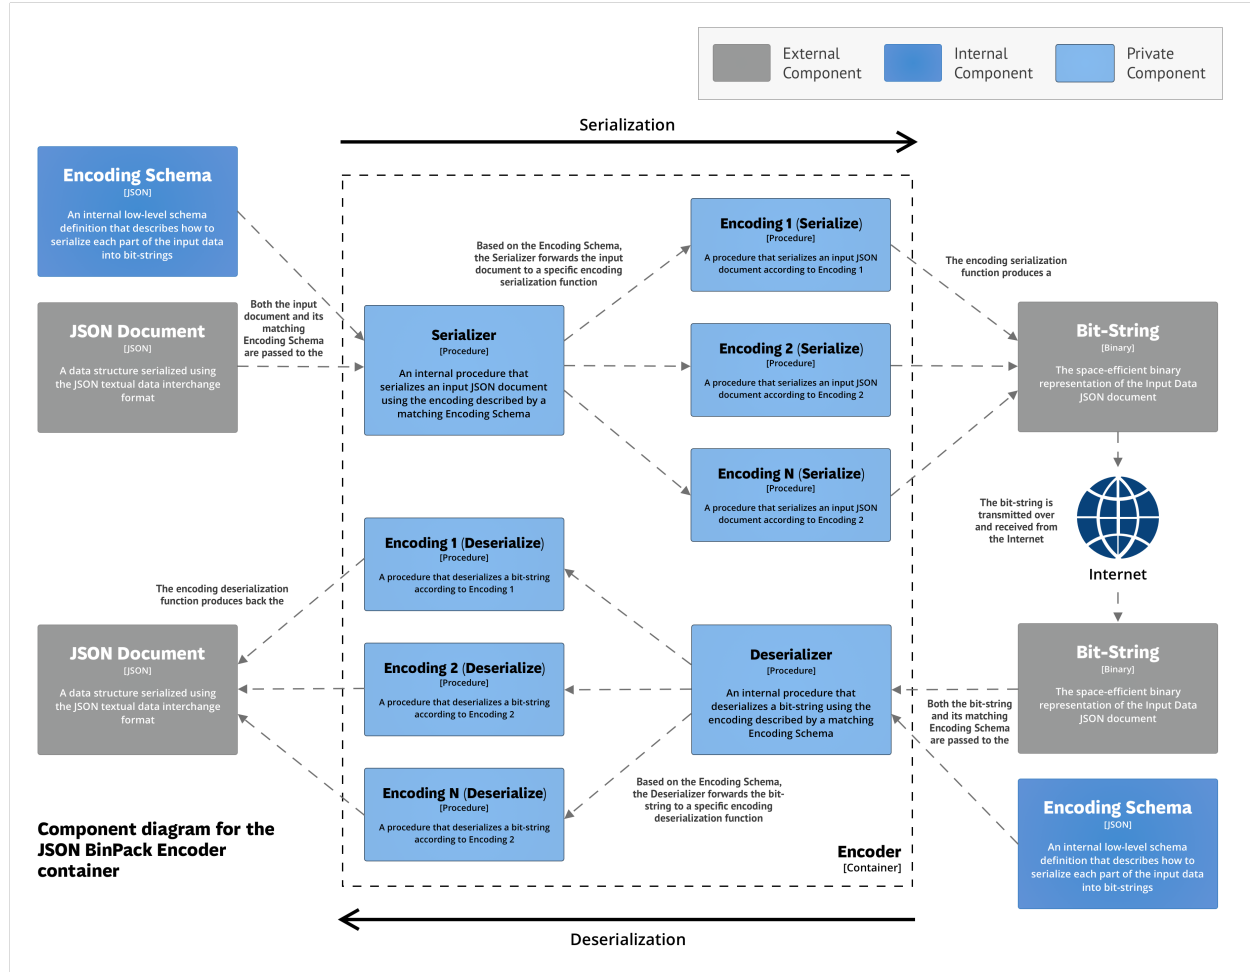 External
Component
Internal
Component
Private
Component
Serialization
Encoding Schema
[JSON]
An internal low-level schema
definition that describes how to
serialize each part of the input data
into bit-strings
JSON Document
[JSON]
A data structure serialized using
the JSON textual data interchange
format
Both the input
document and its
matching
Encoding Schema
are passed to the
Serializer
[Procedure]
An internal procedure that
serializes an input JSON document
using the encoding described by a
matching Encoding Schema
Based on the Encoding Schema,
the Serializer forwards the input
document to a specific encoding
serialization function
Encoding 1 (Serialize)
[Procedure]
A procedure that serializes an input JSON
document according to Encoding 1
Encoding 2 (Serialize)
[Procedure]
A procedure that serializes an input JSON
document according to Encoding 2
Encoding N (Serialize)
[Procedure]
A procedure that serializes an input JSON
document according to Encoding 2
The encoding serialization
function produces a
Bit-String
[Binary]
The space-efficient binary
representation of the Input Data
JSON document
The bit-string is
transmitted over
and received from
the Internet
Internet
Bit-String
[Binary]
The space-efficient binary
representation of the Input Data
JSON document
Both the bit-string
and its matching
Encoding Schema
are passed to the
Encoding Schema
[JSON]
An internal low-level schema
definition that describes how to
serialize each part of the input data
into bit-strings
Deserializer
[Procedure]
An internal procedure that
deserializes a bit-string using the
encoding described by a matching
Encoding Schema
Based on the Encoding Schema,
the Deserializer forwards the bit-
string to a specific encoding
deserialization function
Encoding 1 (Deserialize)
[Procedure]
A procedure that deserializes a bit-string
according to Encoding 1
Encoding 2 (Deserialize)
[Procedure]
A procedure that deserializes a bit-string
according to Encoding 2
Encoding N (Deserialize)
[Procedure]
A procedure that deserializes a bit-string
according to Encoding 2
The encoding deserialization
function produces back the
JSON Document
[JSON]
A data structure serialized using
the JSON textual data interchange
format
Encoder
[Container]
Component diagram for the
JSON BinPack Encoder
container
Deserialization